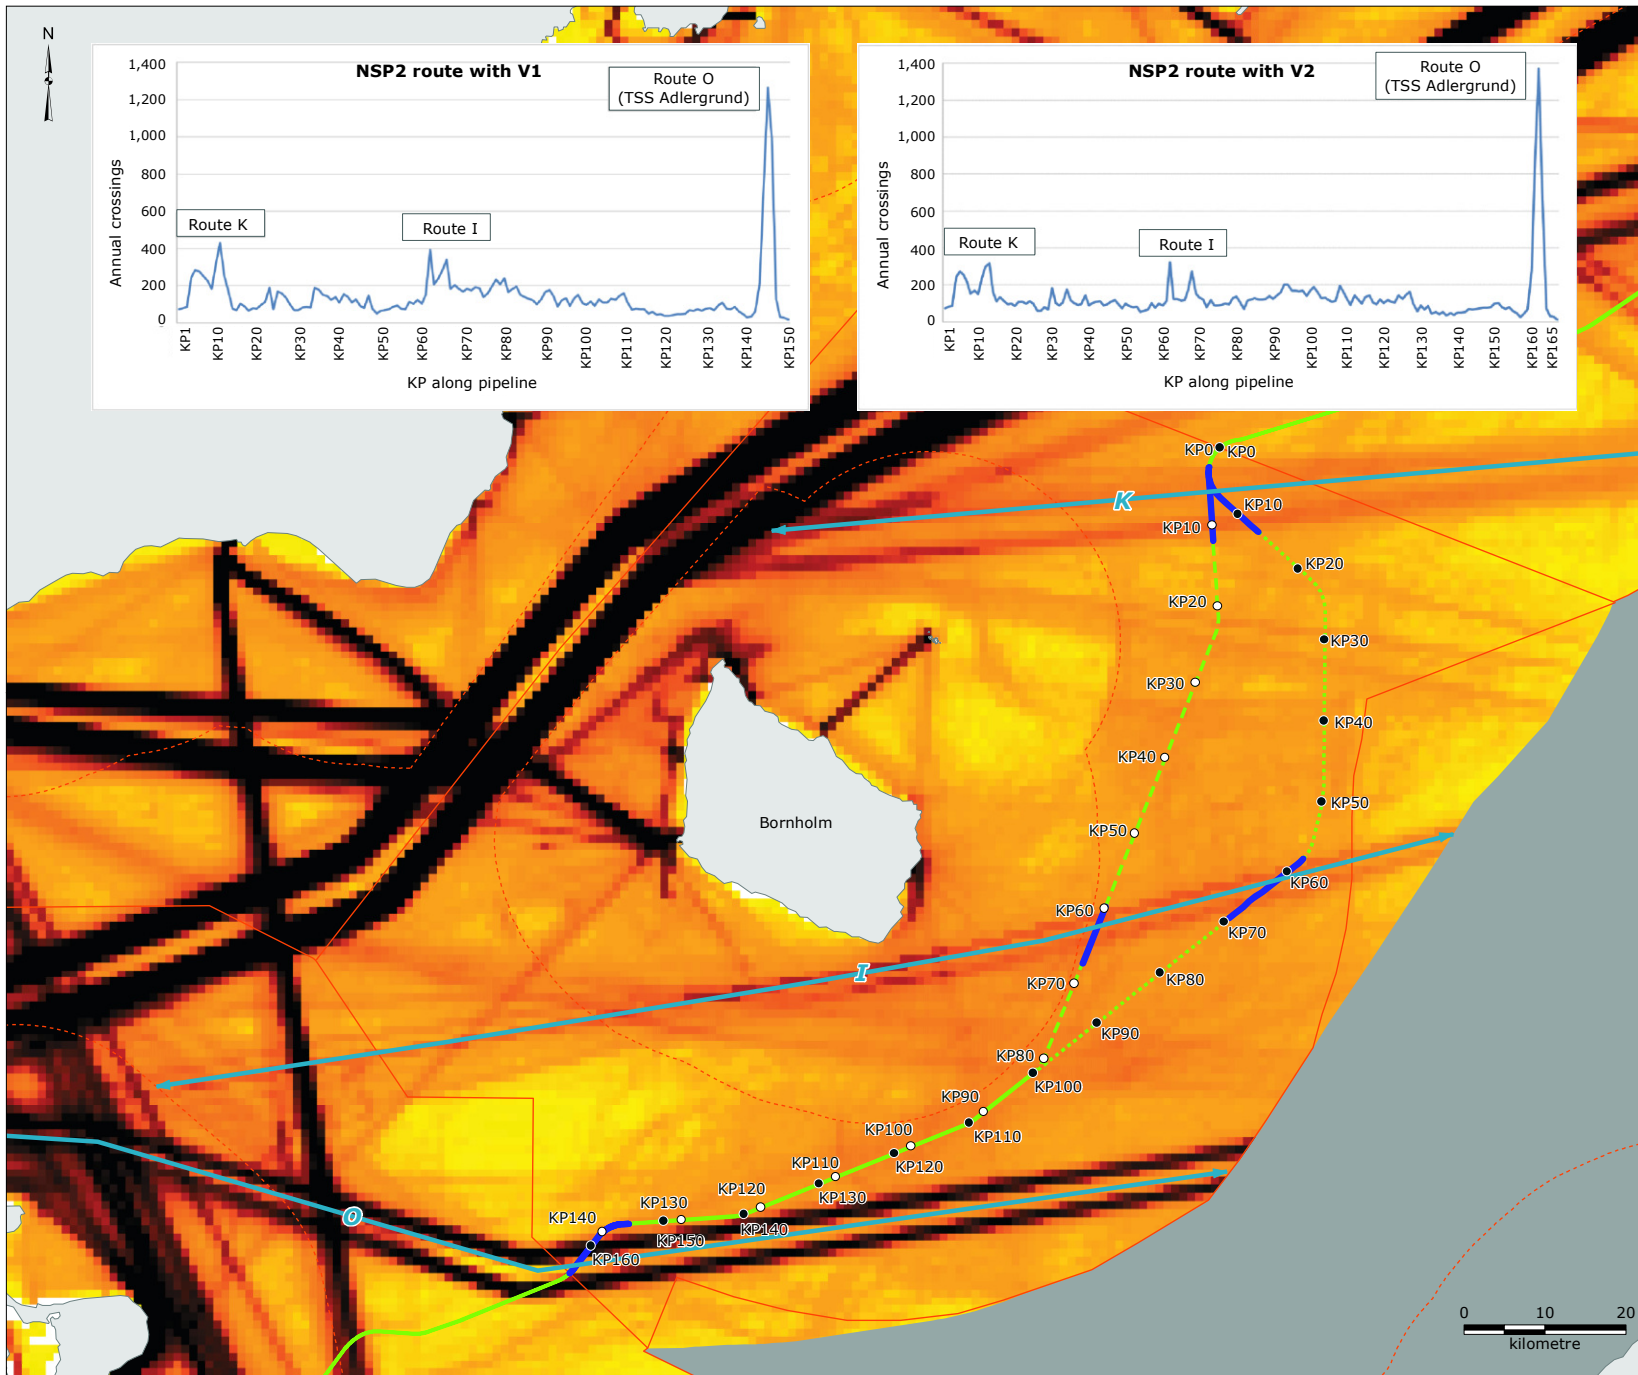 N
NSP2 route with V1
Route O
(TSS Adlergrund)
Route K
Route I
Annual crossings
1,400
1,200
1,000
800
600
400
200
0
KP1
KP10
KP20
KP30
KP40
KP50
KP60
KP70
KP80
KP90
KP100
KP110
KP120
KP130
KP140
KP150
KP along pipeline
NSP2 route with V2
Route O
(TSS Adlergrund)
Route K
Route I
Annual crossings
1,400
1,200
1,000
800
600
400
200
0
KP1
KP10
KP20
KP30
KP40
KP50
KP60
KP70
KP80
KP90
KP100
KP110
KP120
KP130
KP140
KP150
KP160
KP165
KP along pipeline
KP0 KP0
K
KP10
KP10
KP20
KP20
KP30
KP30
KP40
KP40
KP50
KP50
Bornholm
KP60
KP60
KP70
I
KP70
KP80
KP90
KP80
KP100
KP90
KP100
KP110
KP120
KP110
KP130
KP120
KP130
KP140
KP140
KP150
O
KP160
0 10 20
kilometre